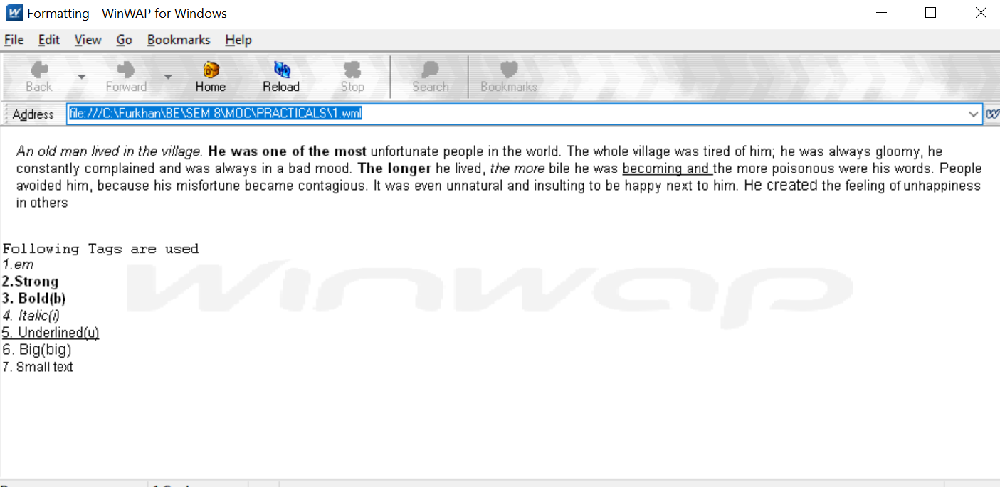 Formatting - WinWAP for Windows
File Edit View Go Bookmarks Help
Back Forward Home Reload Stop Search Bookmarks
Address file:///C:\Furkhan\BE\SEM 8\MOC\PRACTICALS\1.wml
An old man lived in the village. He was one of the most unfortunate people in the world. The whole village was tired of him; he was always gloomy, he
constantly complained and was always in a bad mood. The longer he lived, the more bile he was becoming and the more poisonous were his words. People
avoided him, because his misfortune became contagious. It was even unnatural and insulting to be happy next to him. He created the feeling of unhappiness
in others
Following Tags are used
1.em
2.Strong
3. Bold(b)
4. Italic(i)
5. Underlined(u)
6. Big(big)
7. Small text
winwap